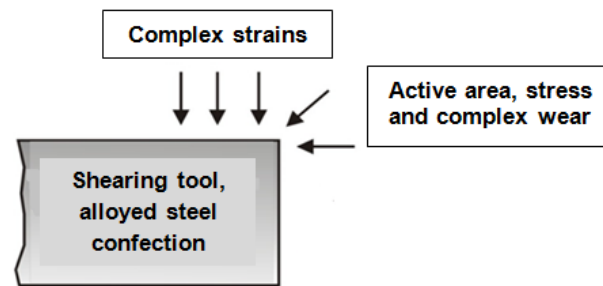 Complex strains
Active area, stress
and complex wear
Shearing tool,
alloyed steel
confection